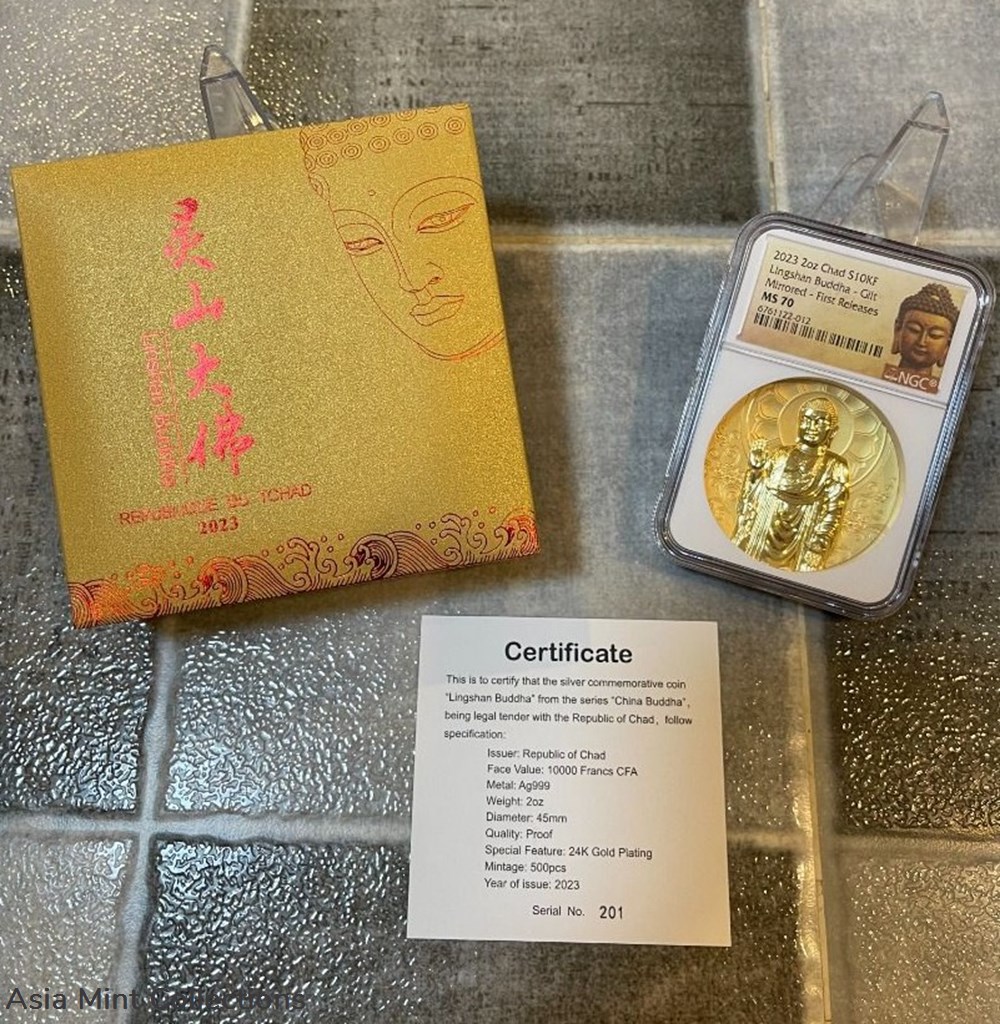 灵山大佛
Lingshan Buddha
REPUBLIQUE DU TCHAD
2023
2023 2oz Chad S10KF
Lingshan Buddha - Gilt
Mirrored - First Releases
MS 70
6761122-012
NGC
Certificate
This is to certify that the silver commemorative coin
“Lingshan Buddha” from the series “China Buddha”,
being legal tender with the Republic of Chad, follow
specification:
Issuer: Republic of Chad
Face Value: 10000 Francs CFA
Metal: Ag999
Weight: 2oz
Diameter: 45mm
Quality: Proof
Special Feature: 24K Gold Plating
Mintage: 500pcs
Year of issue: 2023
Serial No. 201
Asia Mint Collections